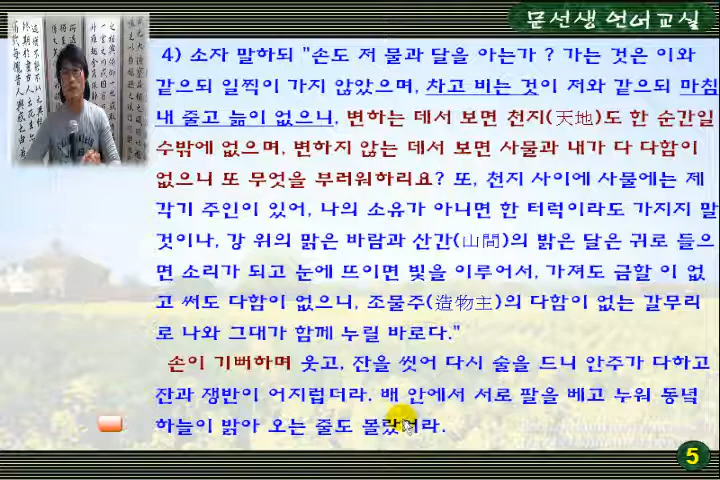 문선생 언어교실
4) 소자 말하되 "손도 저 물과 달을 아는가 ? 가는 것은 이와
같으되 일찍이 가지 않았으며, 차고 비는 것이 저와 같으되 마침
내 줄고 늚이 없으니, 변하는 데서 보면 천지(天地)도 한 순간일
수밖에 없으며, 변하지 않는 데서 보면 사물과 내가 다 다함이
없으니 또 무엇을 부러워하리요? 또, 천지 사이에 사물에는 제
각기 주인이 있어, 나의 소유가 아니면 한 터럭이라도 가지지 말
것이나, 강 위의 맑은 바람과 산간(山間)의 밝은 달은 귀로 들으
면 소리가 되고 눈에 뜨이면 빛을 이루어서, 가져도 금할 이 없
고 써도 다함이 없으니, 조물주(造物主)의 다함이 없는 갈무리
로 나와 그대가 함께 누릴 바로다."
손이 기뻐하며 웃고, 잔을 씻어 다시 술을 드니 안주가 다하고
잔과 쟁반이 어지럽더라. 배 안에서 서로 팔을 베고 누워 동녘
하늘이 밝아 오는 줄도 몰랐더라.
5